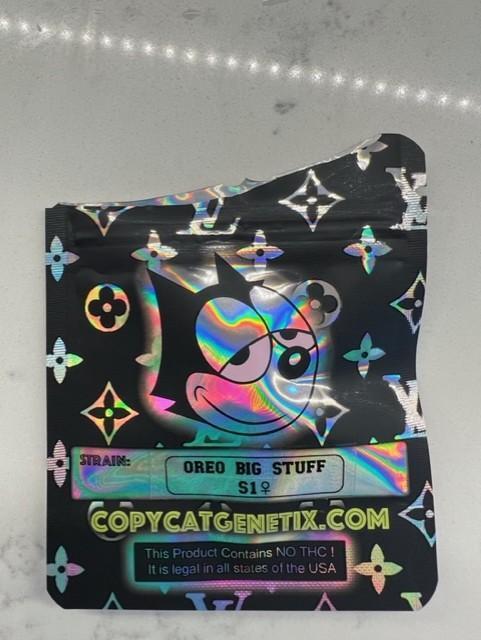 STRAIN:
OREO BIG STUFF
S1♀
COPYCATGENETIX.COM
This Product Contains NO THC !
It is legal in all states of the USA